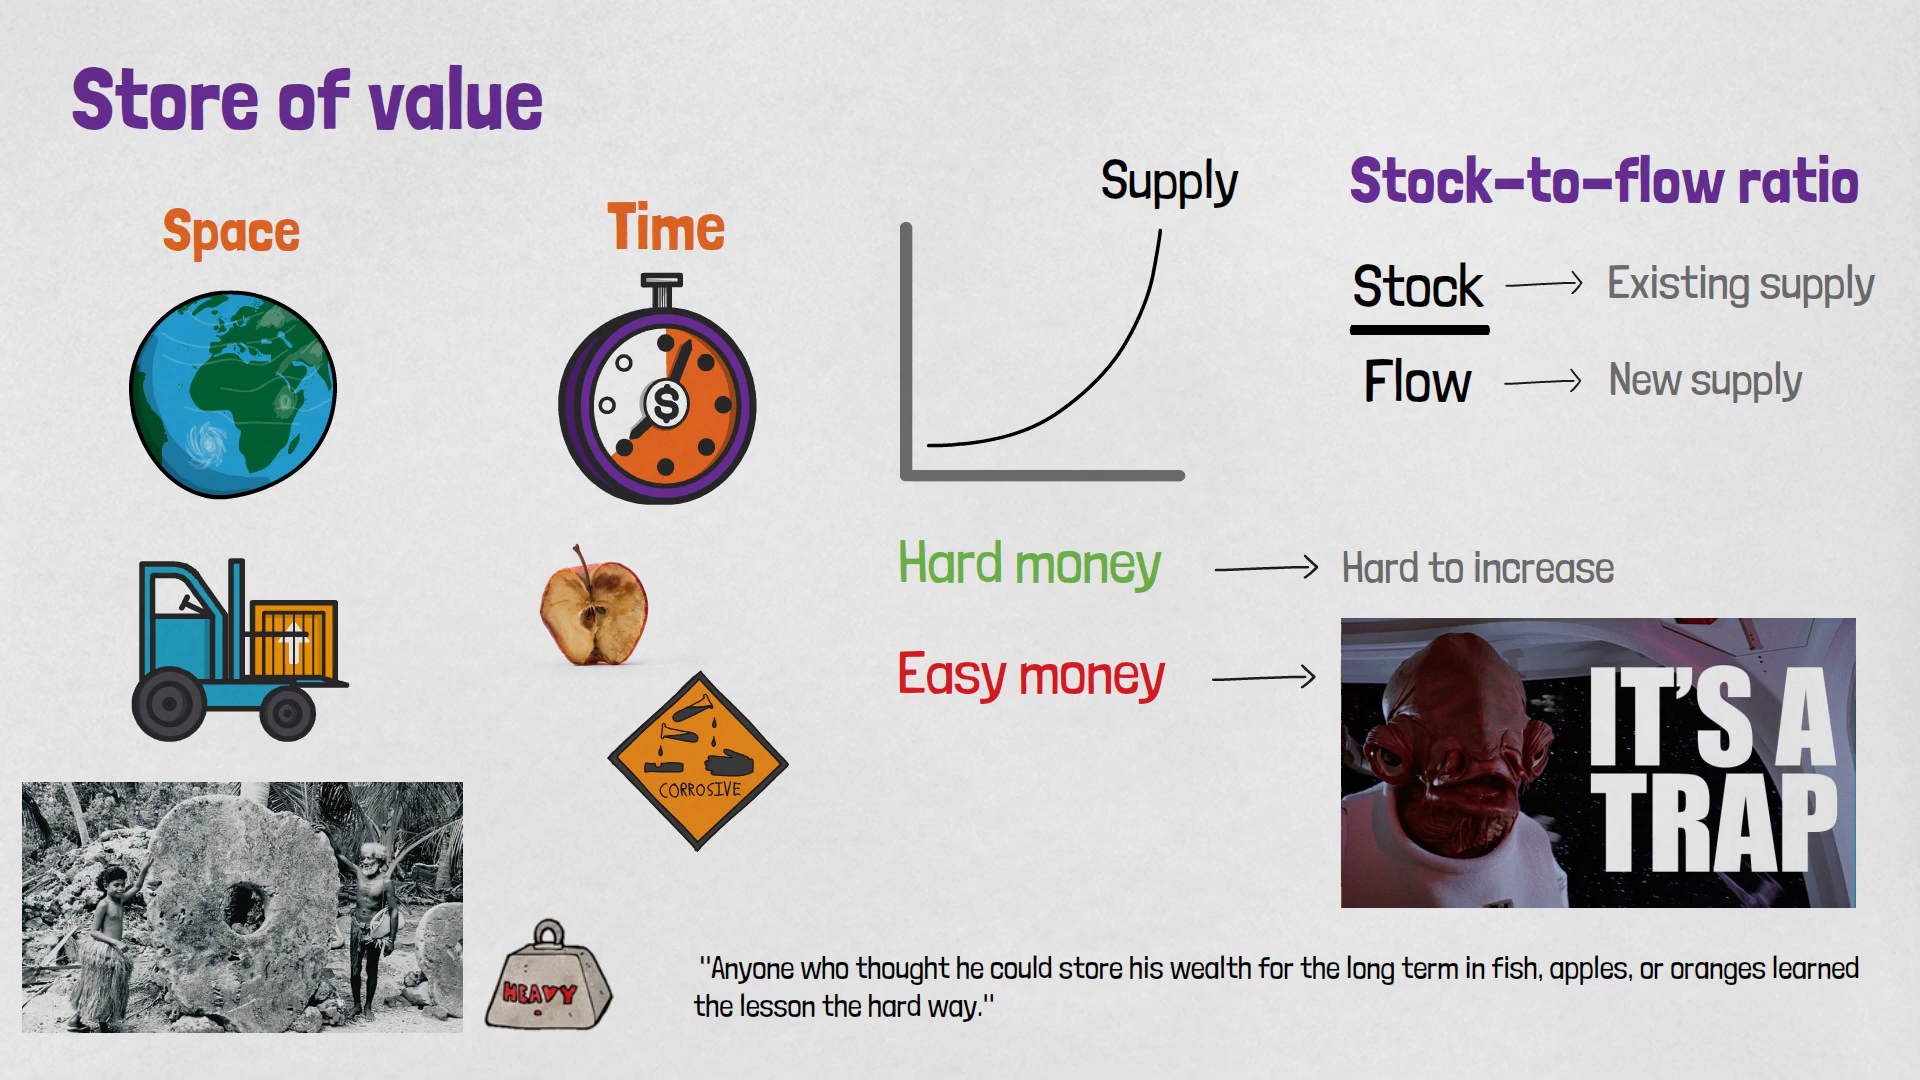 Store of value
Space
Time
$
CORROSIVE
HEAVY
Supply
Stock-to-flow ratio
Stock
Existing supply
Flow
New supply
Hard money
Hard to increase
Easy money
IT'S A
TRAP
"Anyone who thought he could store his wealth for the long term in fish, apples, or oranges learned
the lesson the hard way."